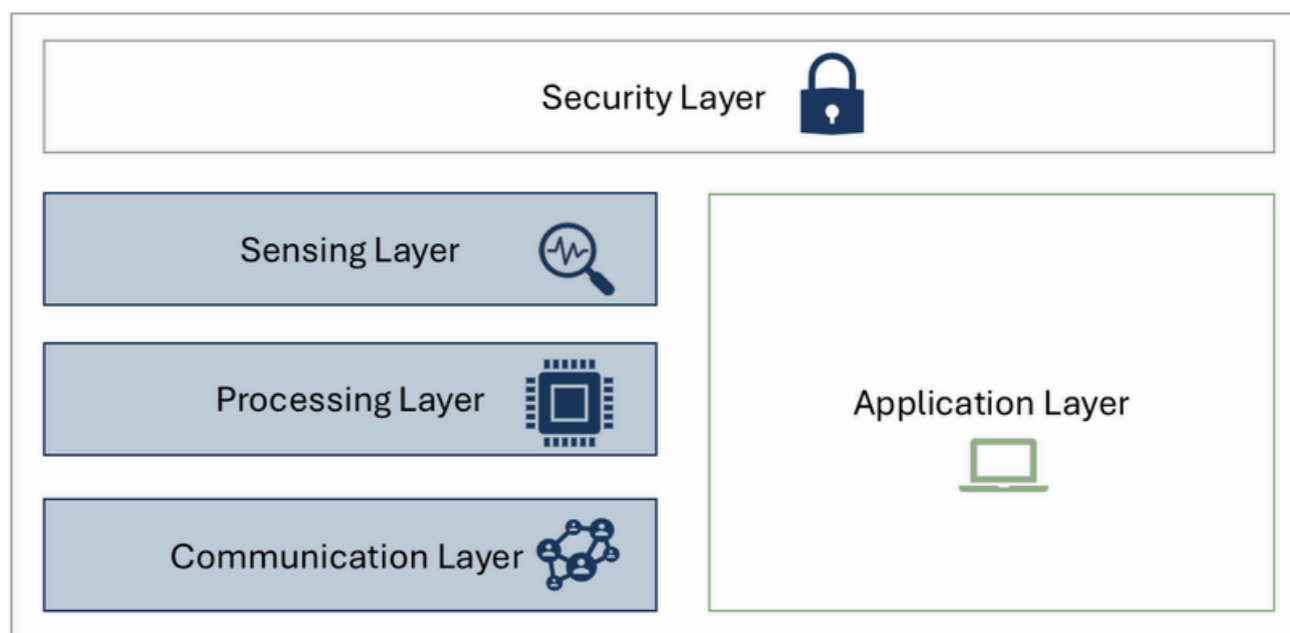 Security Layer
Sensing Layer
Processing Layer
Communication Layer
Application Layer